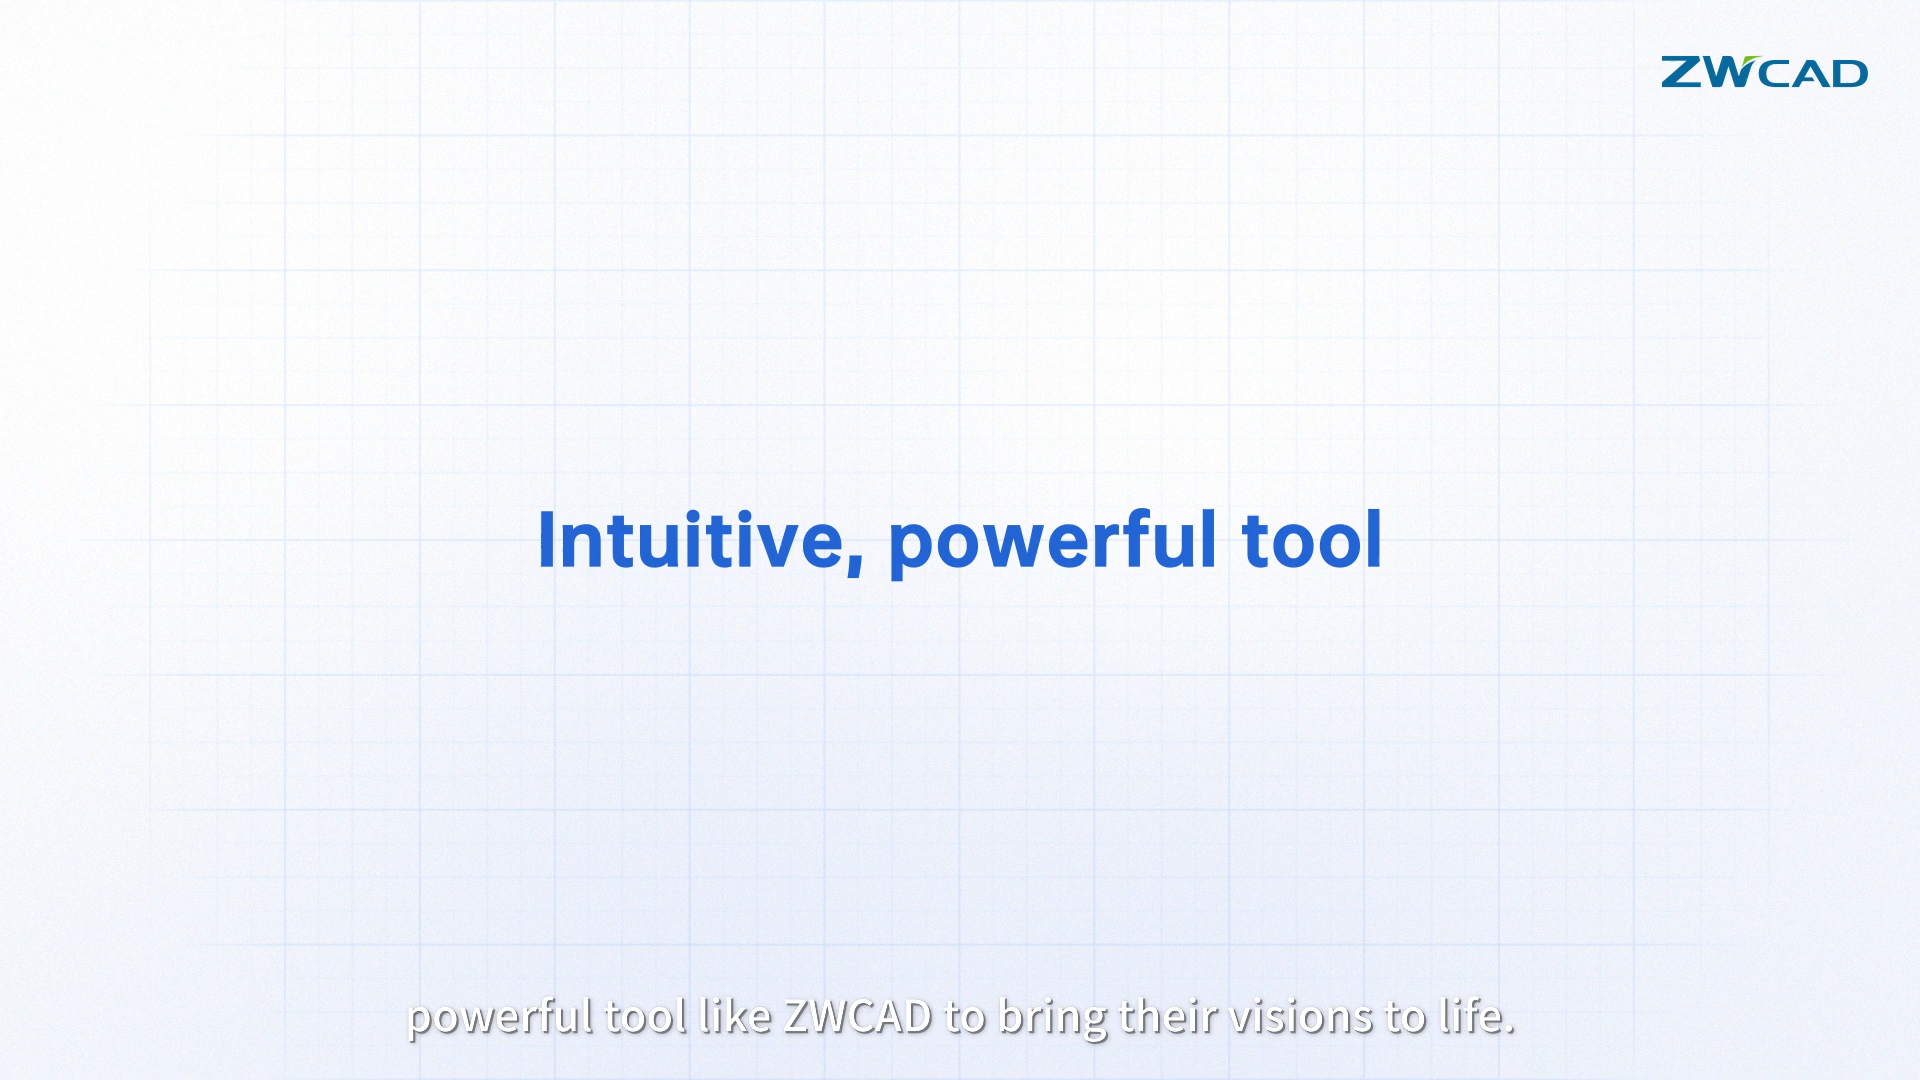 ZWCAD
Intuitive, powerful tool
powerful tool like ZWCAD to bring their visions to life.